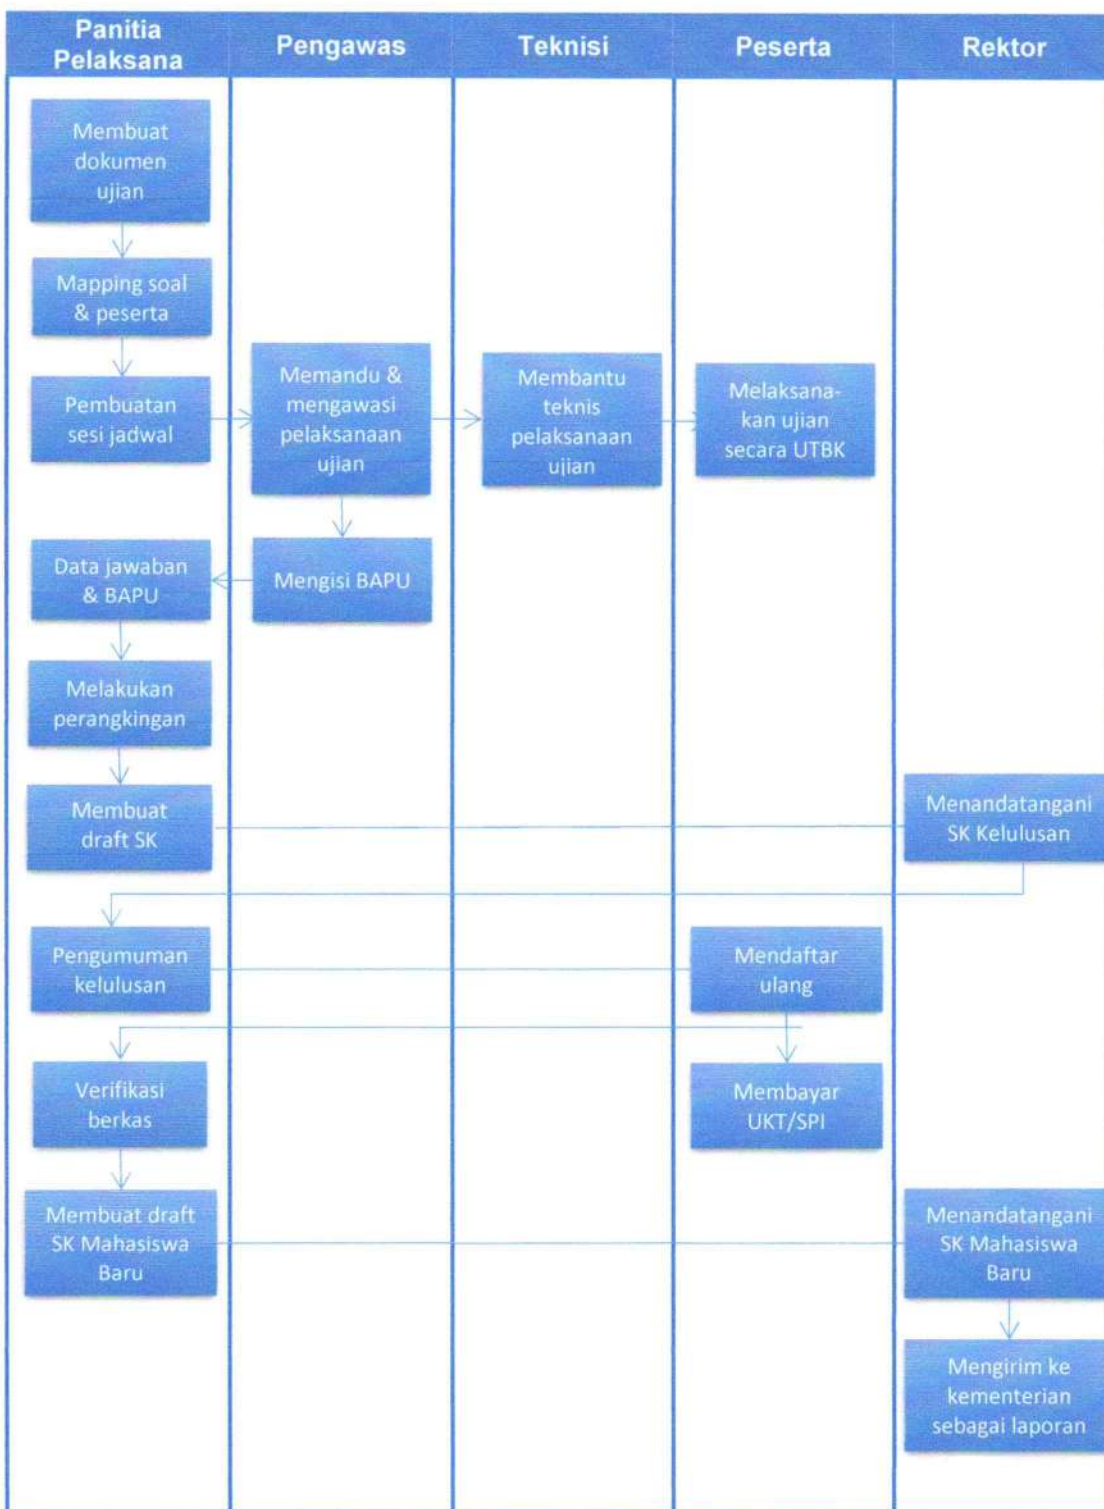 Panitia
Pelaksana
Pengawas
Teknisi
Peserta
Rektor
Membuat
dokumen
ujian
Mapping soal
& peserta
Pembuatan
sesi jadwal
Memandu &
mengawasi
pelaksanaan
ujian
Membantu
teknis
pelaksanaan
ujian
Melaksana-
kan ujian
secara UTBK
Data jawaban
& BAPU
Mengisi BAPU
Melakukan
perangkingan
Membuat
draft SK
Menandatangani
SK Kelulusan
Pengumuman
kelulusan
Mendaftar
ulang
Verifikasi
berkas
Membayar
UKT/SPI
Membuat draft
SK Mahasiswa
Baru
Menandatangani
SK Mahasiswa
Baru
Mengirim ke
kementerian
sebagai laporan